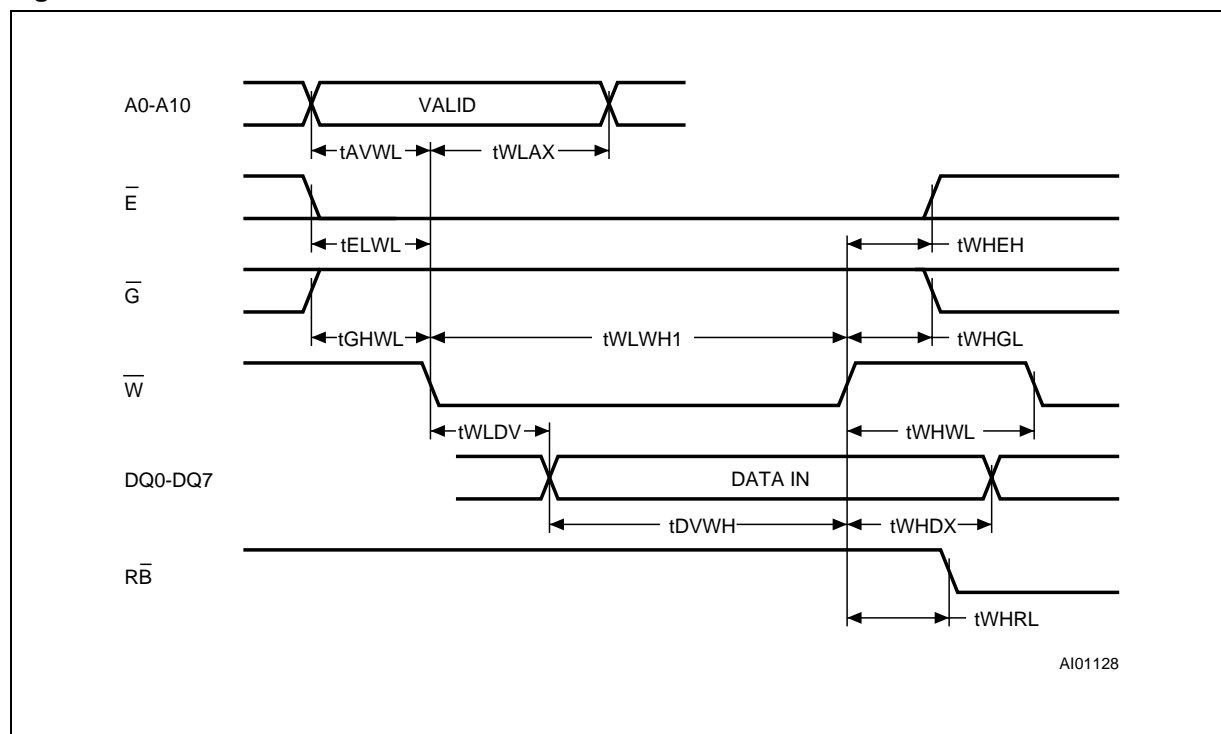 A0-A10
VALID
tAVWL
tWLAX
E̅
tELWL
tWHEH
G̅
tGHWL
tWLWH1
tWHGL
W̅
tWLDV
tWHWL
DQ0-DQ7
DATA IN
tDVWH
tWHDX
RB̅
tWHRL
AI01128